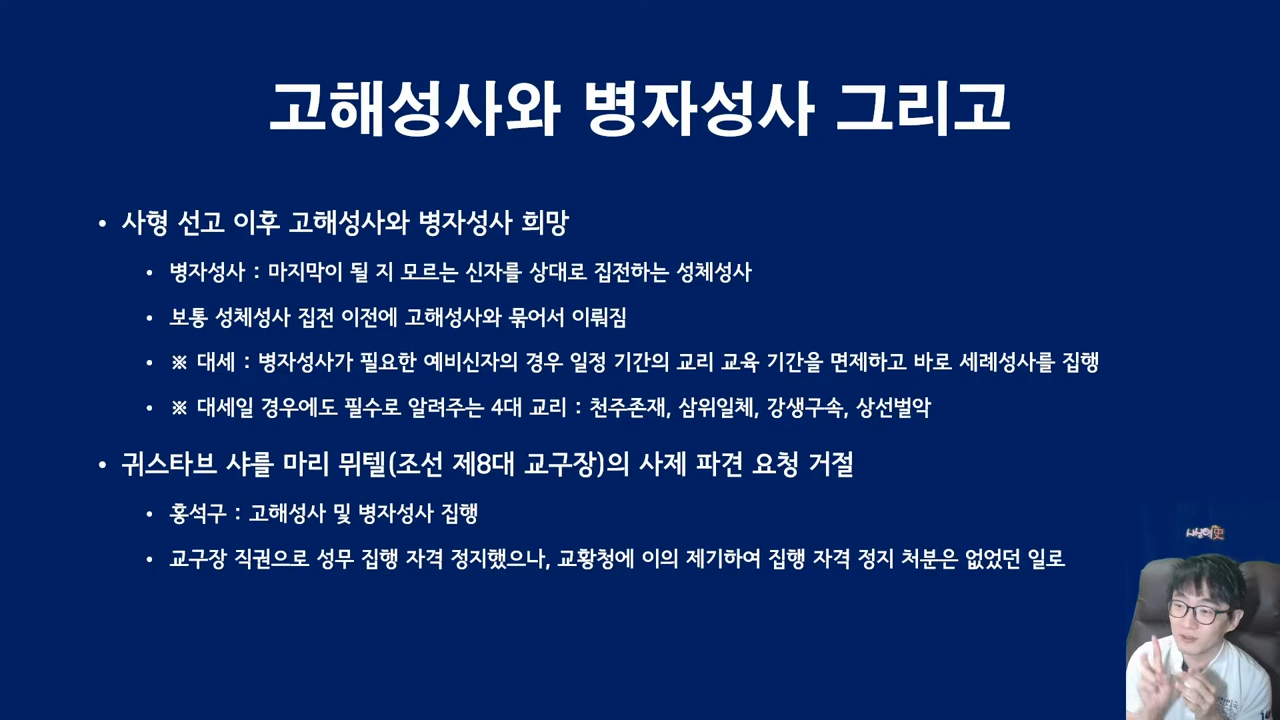 고해성사와 병자성사 그리고
• 사형 선고 이후 고해성사와 병자성사 희망
• 병자성사 : 마지막이 될 지 모르는 신자를 상대로 집전하는 성체성사
• 보통 성체성사 집전 이전에 고해성사와 묶어서 이뤄짐
• ※ 대세 : 병자성사가 필요한 예비신자의 경우 일정 기간의 교리 교육 기간을 면제하고 바로 세례성사를 집행
• ※ 대세일 경우에도 필수로 알려주는 4대 교리 : 천주존재, 삼위일체, 강생구속, 상선벌악
• 귀스타브 샤를 마리 뮈텔(조선 제8대 교구장)의 사제 파견 요청 거절
• 홍석구 : 고해성사 및 병자성사 집행
• 교구장 직권으로 성무 집행 자격 정지했으나, 교황청에 이의 제기하여 집행 자격 정지 처분은 없었던 일로